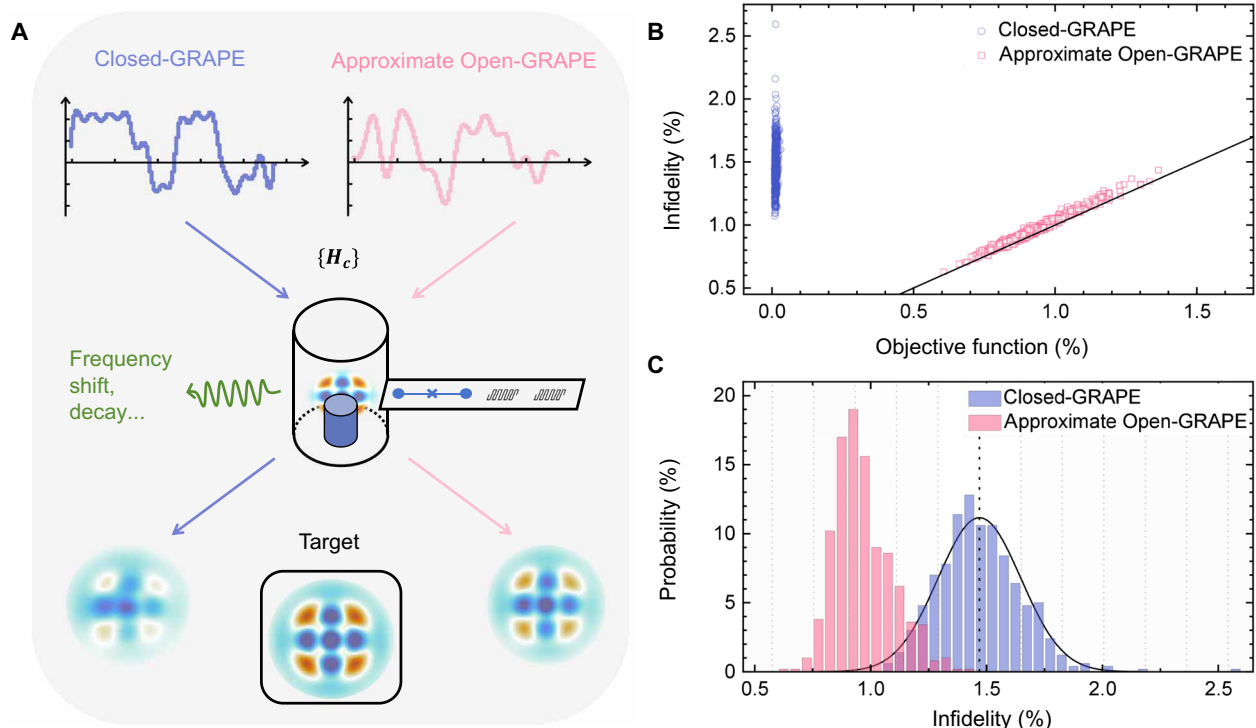 A
Closed-GRAPE
Approximate Open-GRAPE
{H_c}
Frequency
shift,
decay...
Target
B
Closed-GRAPE
Approximate Open-GRAPE
2.5
2.0
1.5
1.0
0.5
Infidelity (%)
0.0 0.5 1.0 1.5
Objective function (%)
C
Closed-GRAPE
Approximate Open-GRAPE
20
15
10
5
0
Probability (%)
0.5 1.0 1.5 2.0 2.5
Infidelity (%)